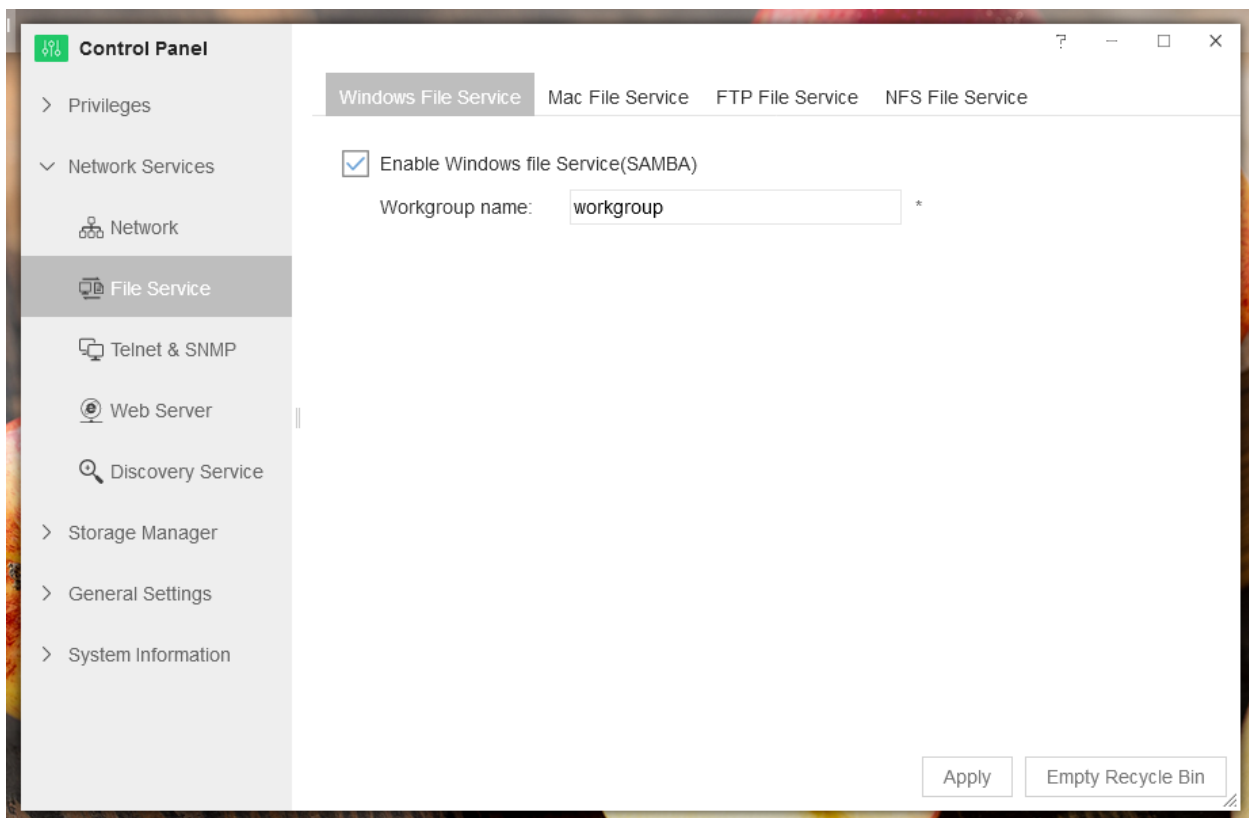 Control Panel
Privileges
Network Services
Network
File Service
Telnet & SNMP
Web Server
Discovery Service
Storage Manager
General Settings
System Information
?
Windows File Service Mac File Service FTP File Service NFS File Service
Enable Windows file Service(SAMBA)
Workgroup name: workgroup *
Apply Empty Recycle Bin